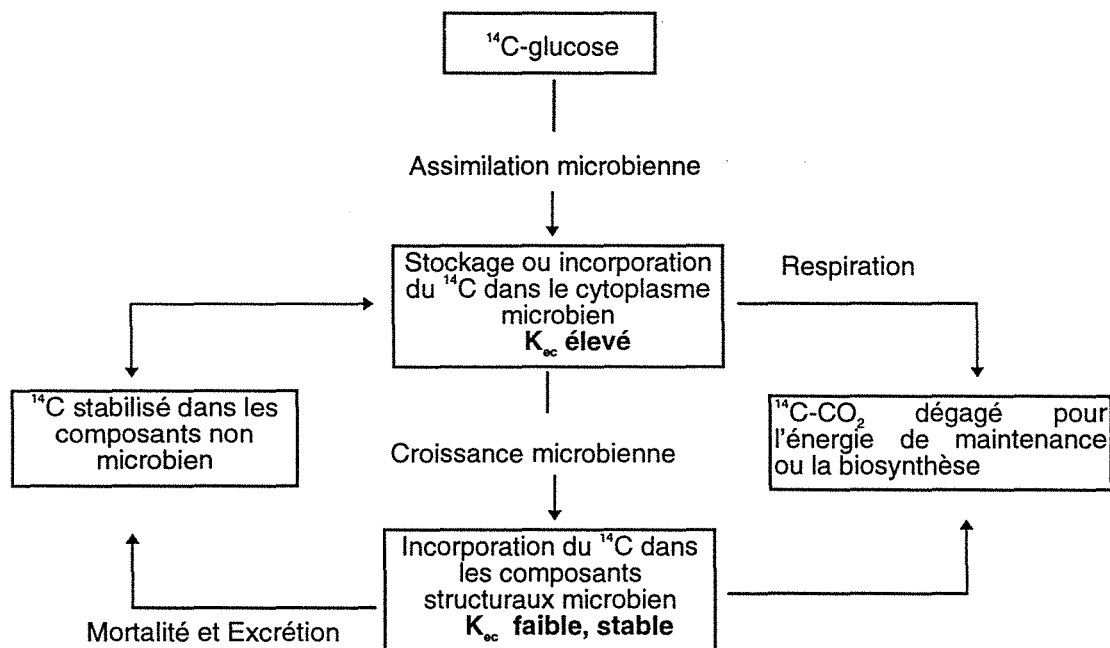 ¹⁴C-glucose
Assimilation microbienne
Stockage ou incorporation
du ¹⁴C dans le cytoplasme
microbien
K_ec élevé
Respiration
¹⁴C stabilisé dans les
composants non
microbien
¹⁴C-CO₂ dégagé pour
l'énergie de maintenance
ou la biosynthèse
Croissance microbienne
Incorporation du ¹⁴C dans
les composants
structuraux microbien
K_ec faible, stable
Mortalité et Excrétion